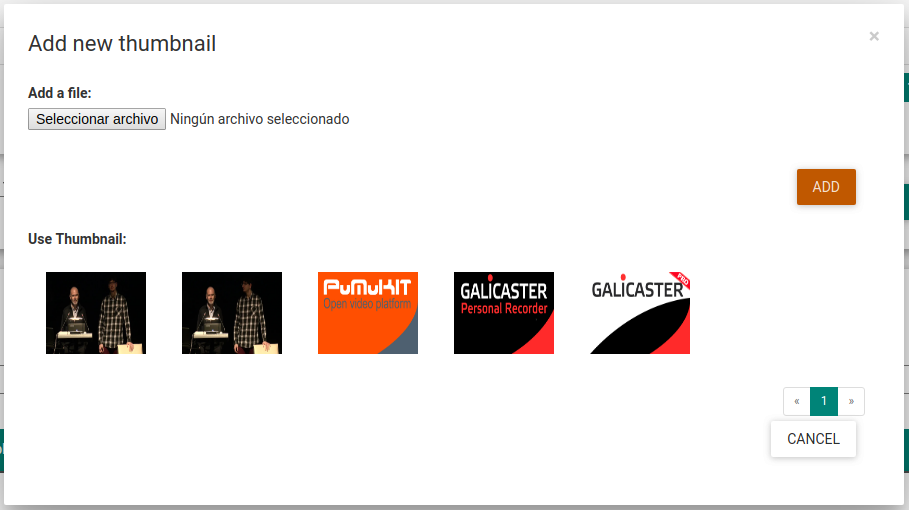 Add new thumbnail
×
Add a file:
Seleccionar archivo Ningún archivo seleccionado
ADD
Use Thumbnail:
PuMuKIT
Open video platform
GALICASTER
Personal Recorder
GALICASTER
PRO
« 1 »
CANCEL